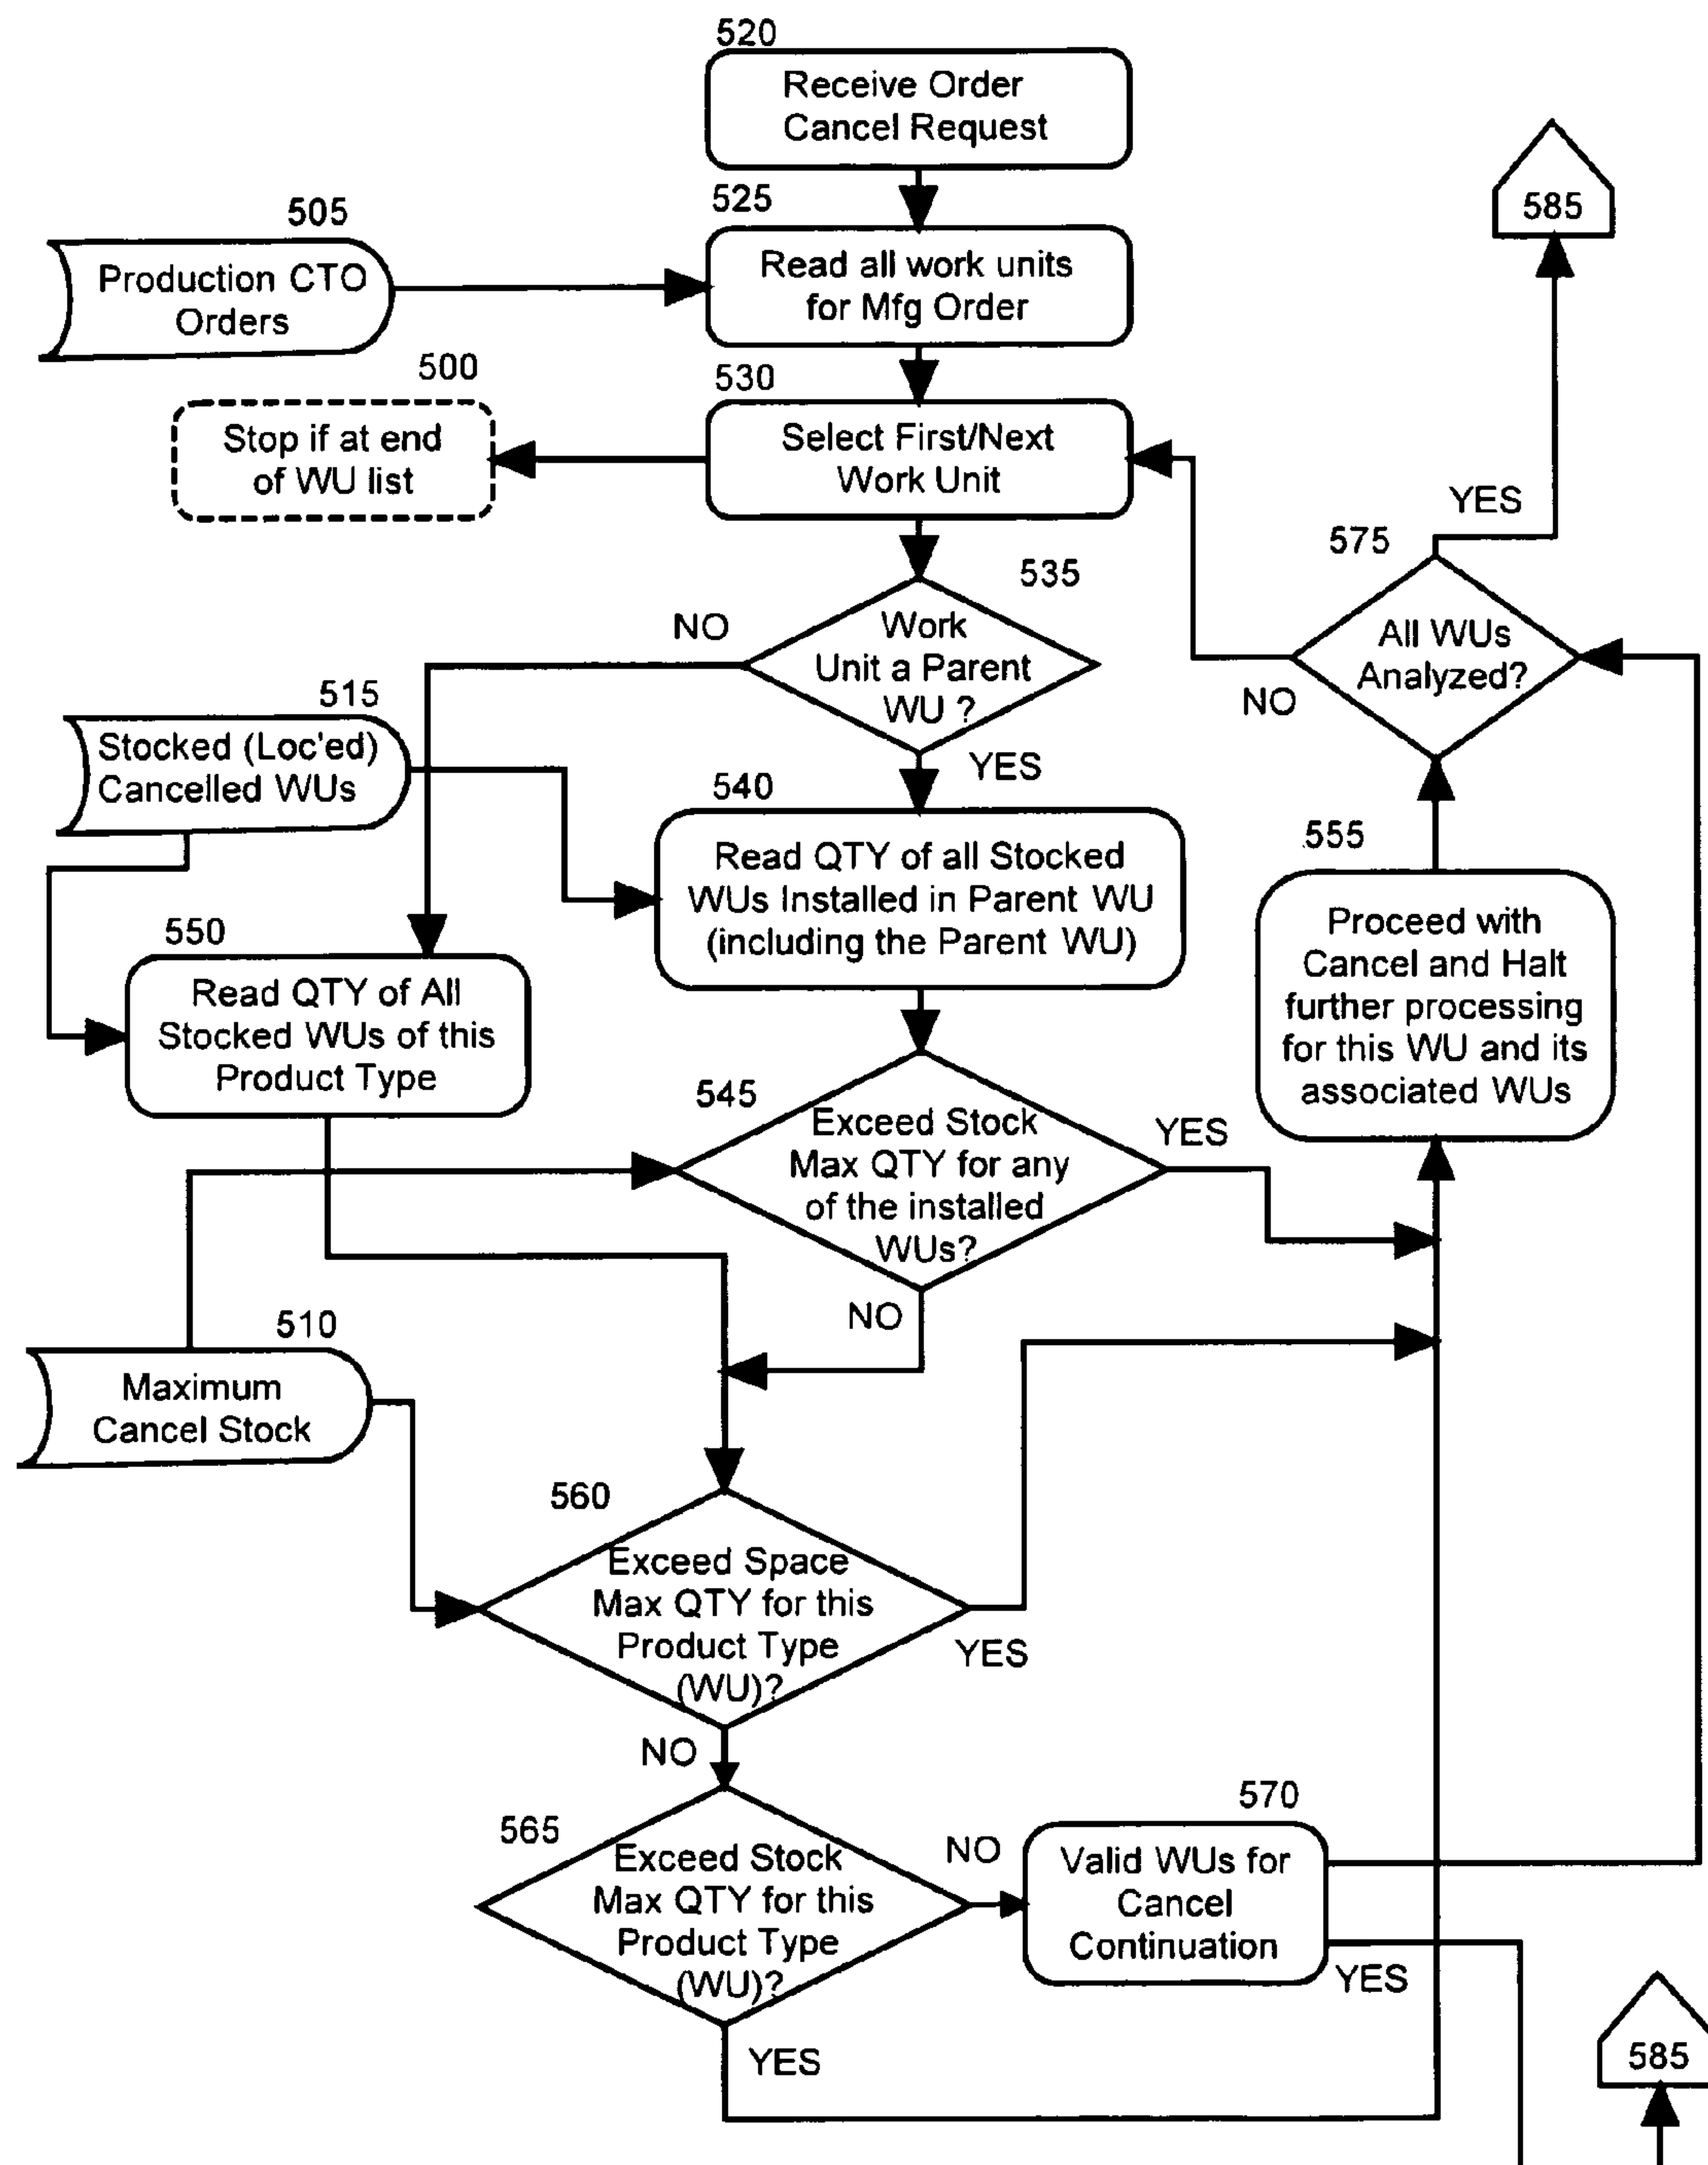 520
Receive Order
Cancel Request
525
505
Production CTO
Orders
Read all work units
for Mfg Order
585
500
Stop if at end
of WU list
530
Select First/Next
Work Unit
YES
575
All WUs
Analyzed?
NO
535
Work
Unit a Parent
WU ?
NO
YES
515
Stocked (Loc'ed)
Cancelled WUs
540
Read QTY of all Stocked
WUs Installed in Parent WU
(including the Parent WU)
555
Proceed with
Cancel and Halt
further processing
for this WU and its
associated WUs
550
Read QTY of All
Stocked WUs of this
Product Type
545
Exceed Stock
Max QTY for any
of the installed
WUs?
YES
NO
510
Maximum
Cancel Stock
560
Exceed Space
Max QTY for this
Product Type
(WU)?
YES
NO
565
Exceed Stock
Max QTY for this
Product Type
(WU)?
NO
YES
570
Valid WUs for
Cancel
Continuation
YES
585